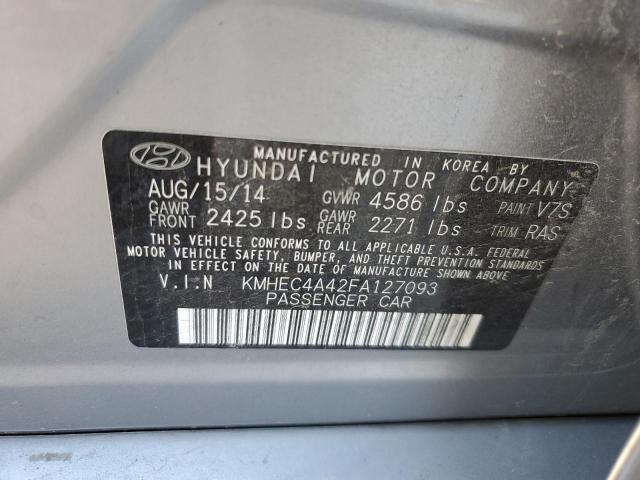 MANUFACTURED IN KOREA BY
HYUNDAI MOTOR COMPANY
AUG/15/14 GVWR 4586 lbs PAINT V7S
GAWR FRONT 2425 lbs GAWR REAR 2271 lbs TRIM RAS
THIS VEHICLE CONFORMS TO ALL APPLICABLE U.S.A. FEDERAL
MOTOR VEHICLE SAFETY, BUMPER, AND THEFT PREVENTION STANDARDS
IN EFFECT ON THE DATE OF MANUFACTURE SHOWN ABOVE.
V.I.N KMHEC4A42FA127093
PASSENGER CAR